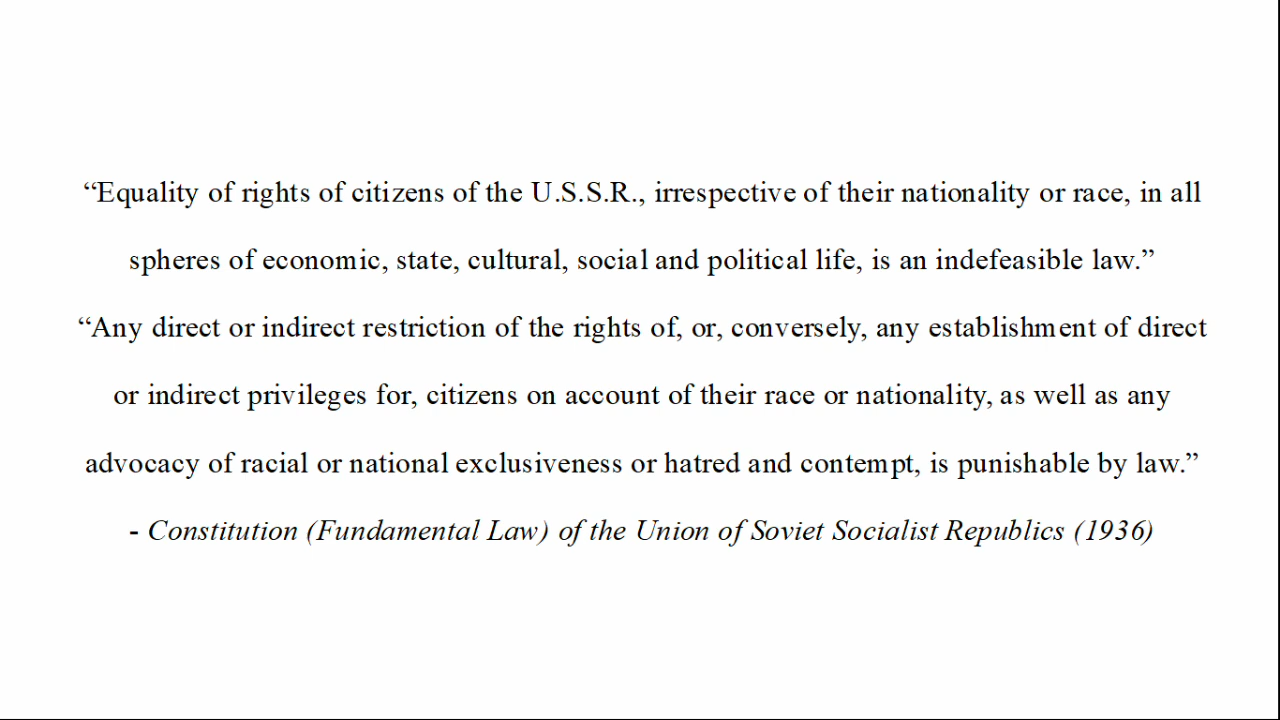 “Equality of rights of citizens of the U.S.S.R., irrespective of their nationality or race, in all
spheres of economic, state, cultural, social and political life, is an indefeasible law.”
“Any direct or indirect restriction of the rights of, or, conversely, any establishment of direct
or indirect privileges for, citizens on account of their race or nationality, as well as any
advocacy of racial or national exclusiveness or hatred and contempt, is punishable by law.”
- Constitution (Fundamental Law) of the Union of Soviet Socialist Republics (1936)